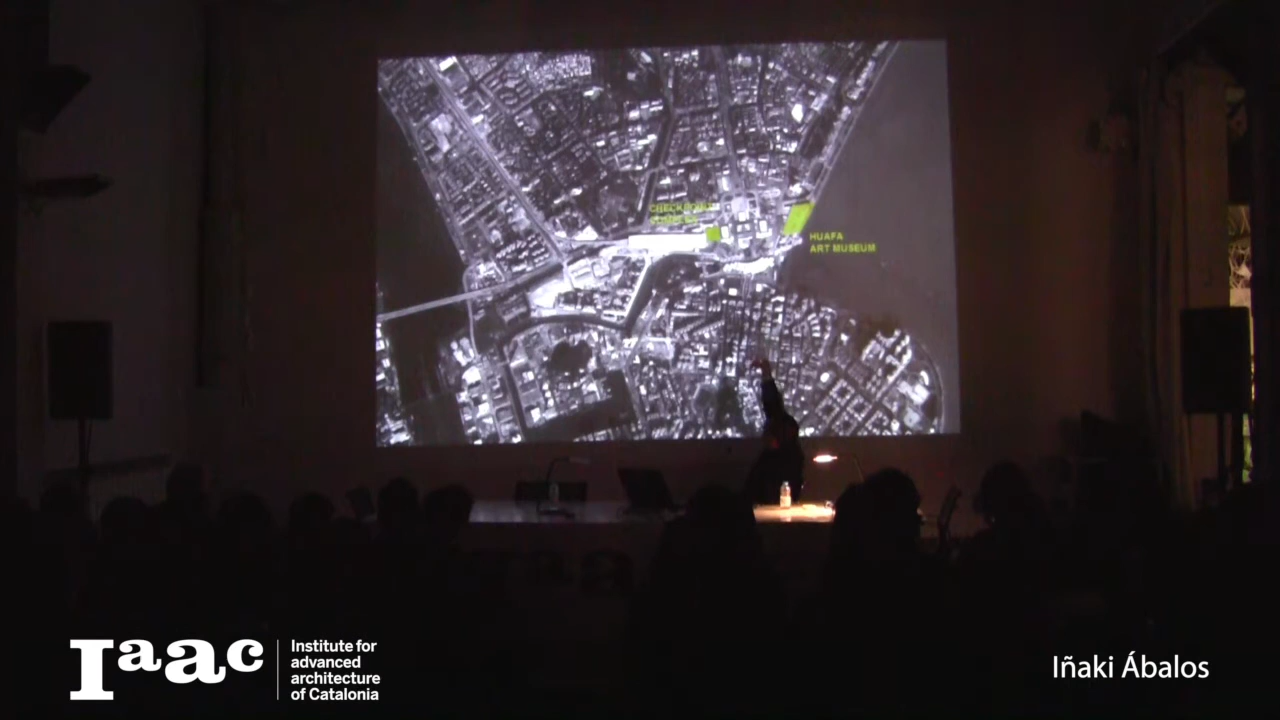 HUAFA
ART MUSEUM
Iaac
Institute for
advanced
architecture
of Catalonia
Iñaki Ábalos